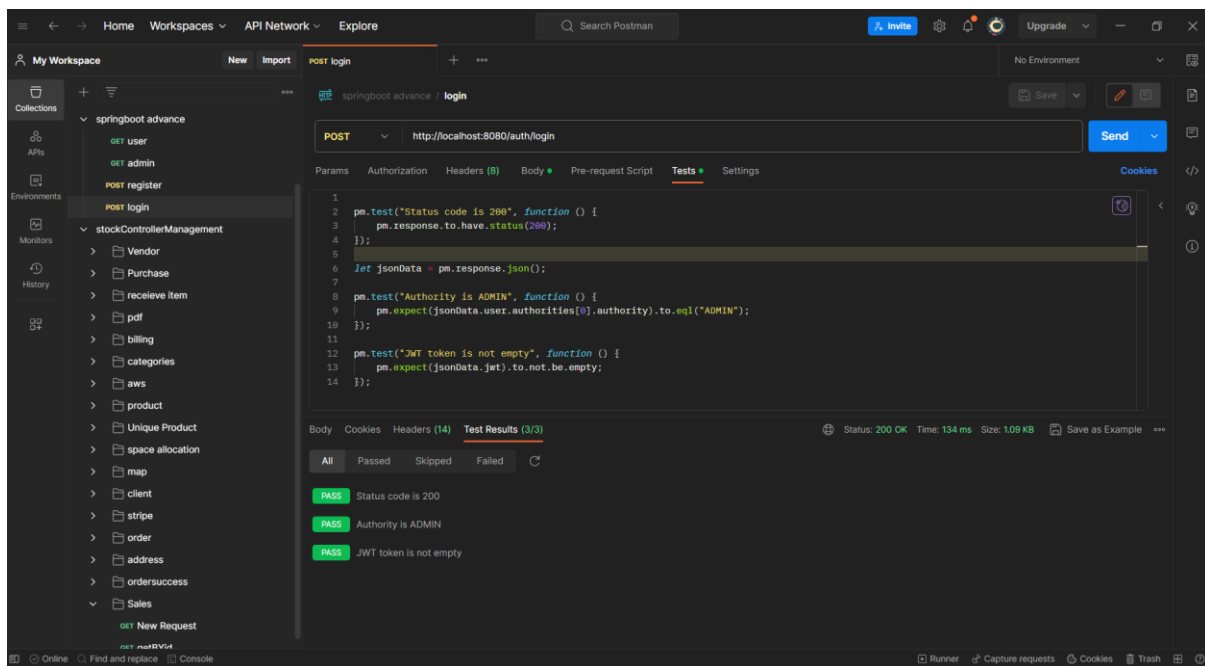 Home Workspaces API Network Explore Search Postman Invite Upgrade
My Workspace New Import POST login No Environment
Collections
APIs
Environments
Monitors
History
springboot advance
GET user
GET admin
POST register
POST login
stockControllerManagement
Vendor
Purchase
receieve item
pdf
billing
categories
aws
product
Unique Product
space allocation
map
client
stripe
order
address
ordersuccess
Sales
GET New Request
GET getBYid
HTTP springboot advance / login Save
POST http://localhost:8080/auth/login Send
Params Authorization Headers (8) Body Pre-request Script Tests Settings Cookies
1
2 pm.test("Status code is 200", function () {
3 pm.response.to.have.status(200);
4 });
5
6 let jsonData = pm.response.json();
7
8 pm.test("Authority is ADMIN", function () {
9 pm.expect(jsonData.user.authorities[0].authority).to.eql("ADMIN");
10 });
11
12 pm.test("JWT token is not empty", function () {
13 pm.expect(jsonData.jwt).to.not.be.empty;
14 });
Body Cookies Headers (14) Test Results (3/3) Status: 200 OK Time: 134 ms Size: 1.09 KB Save as Example
All Passed Skipped Failed
PASS Status code is 200
PASS Authority is ADMIN
PASS JWT token is not empty
Online Find and replace Console Runner Capture requests Cookies Trash